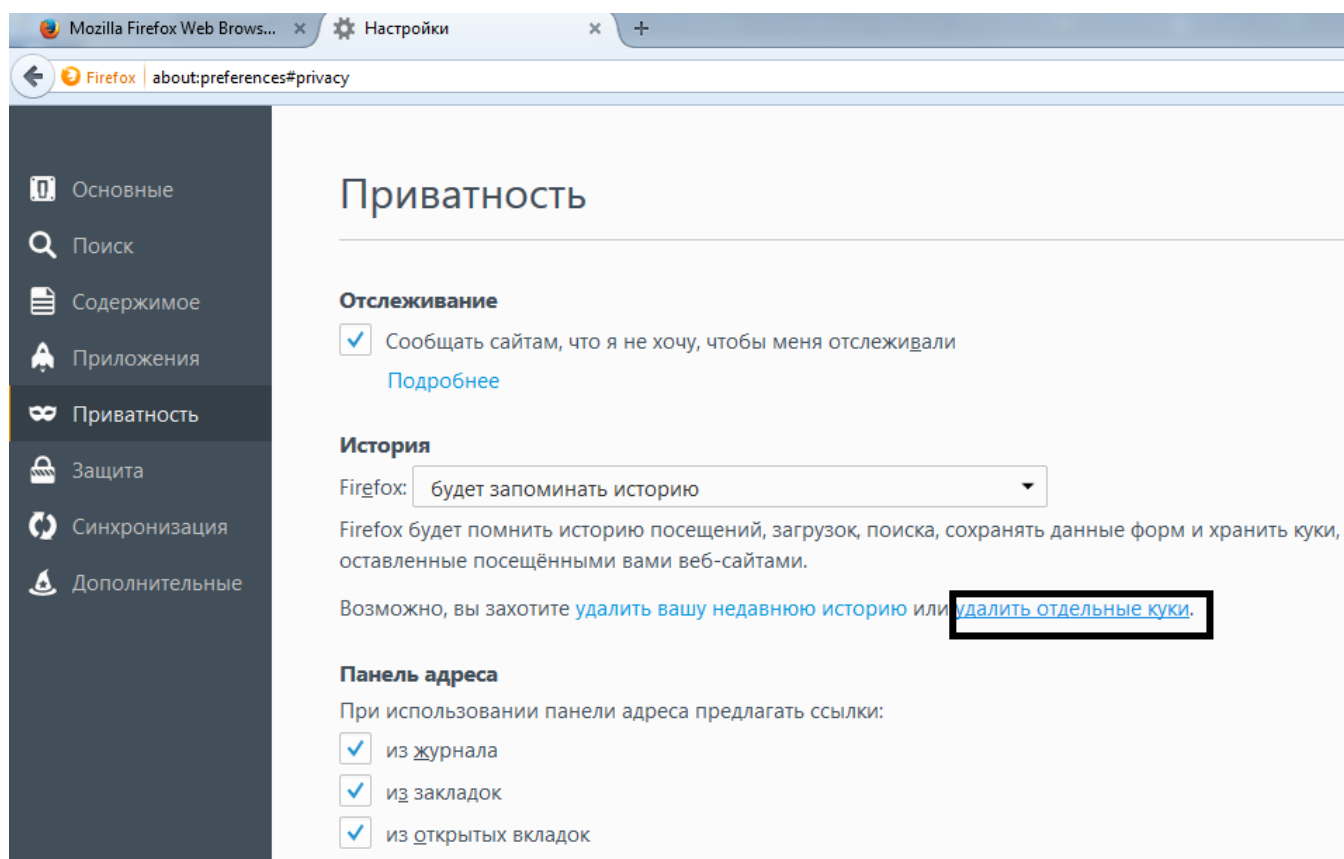 Mozilla Firefox Web Brows...
Настройки
Firefox about:preferences#privacy
Основные
Поиск
Содержимое
Приложения
Приватность
Защита
Синхронизация
Дополнительные
Приватность
Отслеживание
Сообщать сайтам, что я не хочу, чтобы меня отслеживали
Подробнее
История
Firefox: будет запоминать историю
Firefox будет помнить историю посещений, загрузок, поиска, сохранять данные форм и хранить куки,
оставленные посещёнными вами веб-сайтами.
Возможно, вы захотите удалить вашу недавнюю историю или удалить отдельные куки.
Панель адреса
При использовании панели адреса предлагать ссылки:
из журнала
из закладок
из открытых вкладок